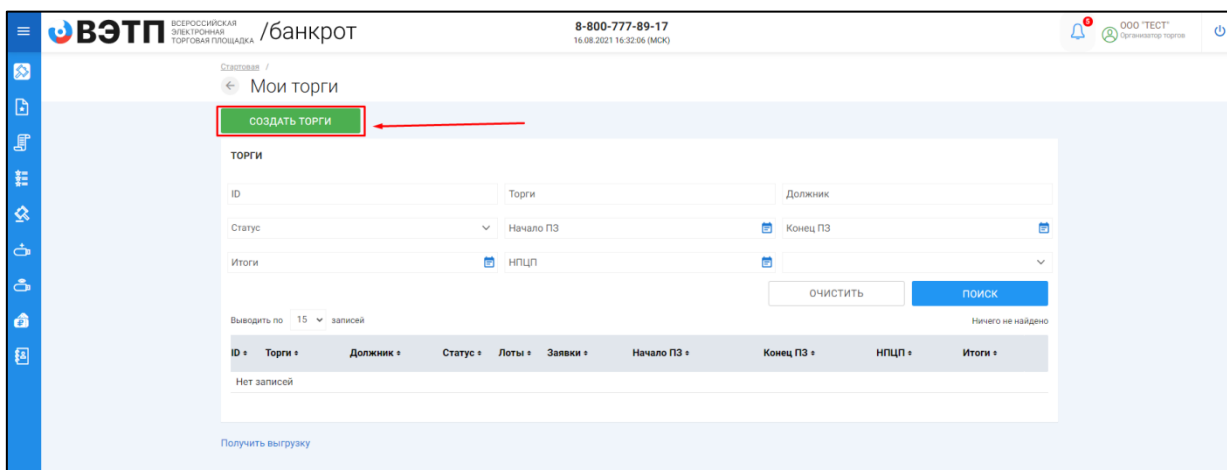 ВЭТП ВСЕРОССИЙСКАЯ ЭЛЕКТРОННАЯ ТОРГОВАЯ ПЛОЩАДКА /банкрот
8-800-777-89-17
16.08.2021 16:32:06 (МСК)
5
ООО "ТЕСТ"
Организатор торгов
Стартовая /
Мои торги
СОЗДАТЬ ТОРГИ
ТОРГИ
ID Торги Должник
Статус Начало ПЗ Конец ПЗ
Итоги НПЦП
ОЧИСТИТЬ ПОИСК
Выводить по 15 записей Ничего не найдено
ID Торги Должник Статус Лоты Заявки Начало ПЗ Конец ПЗ НПЦП Итоги
Нет записей
Получить выгрузку